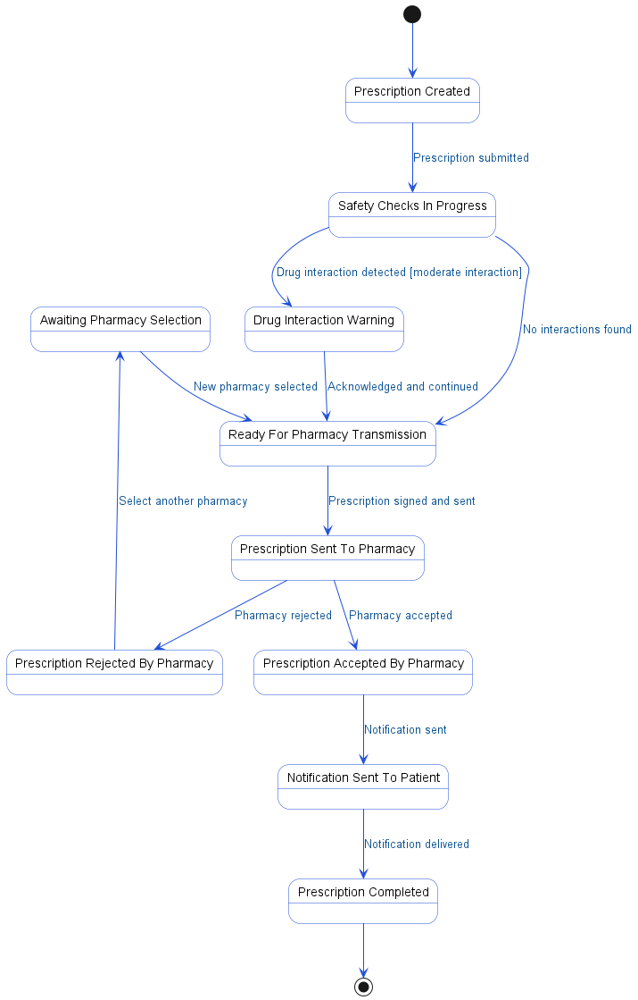 Prescription Created
Prescription submitted
Safety Checks In Progress
Drug interaction detected [moderate interaction]
Awaiting Pharmacy Selection
Drug Interaction Warning
No interactions found
New pharmacy selected
Acknowledged and continued
Ready For Pharmacy Transmission
Select another pharmacy
Prescription signed and sent
Prescription Sent To Pharmacy
Pharmacy rejected
Pharmacy accepted
Prescription Rejected By Pharmacy
Prescription Accepted By Pharmacy
Notification sent
Notification Sent To Patient
Notification delivered
Prescription Completed